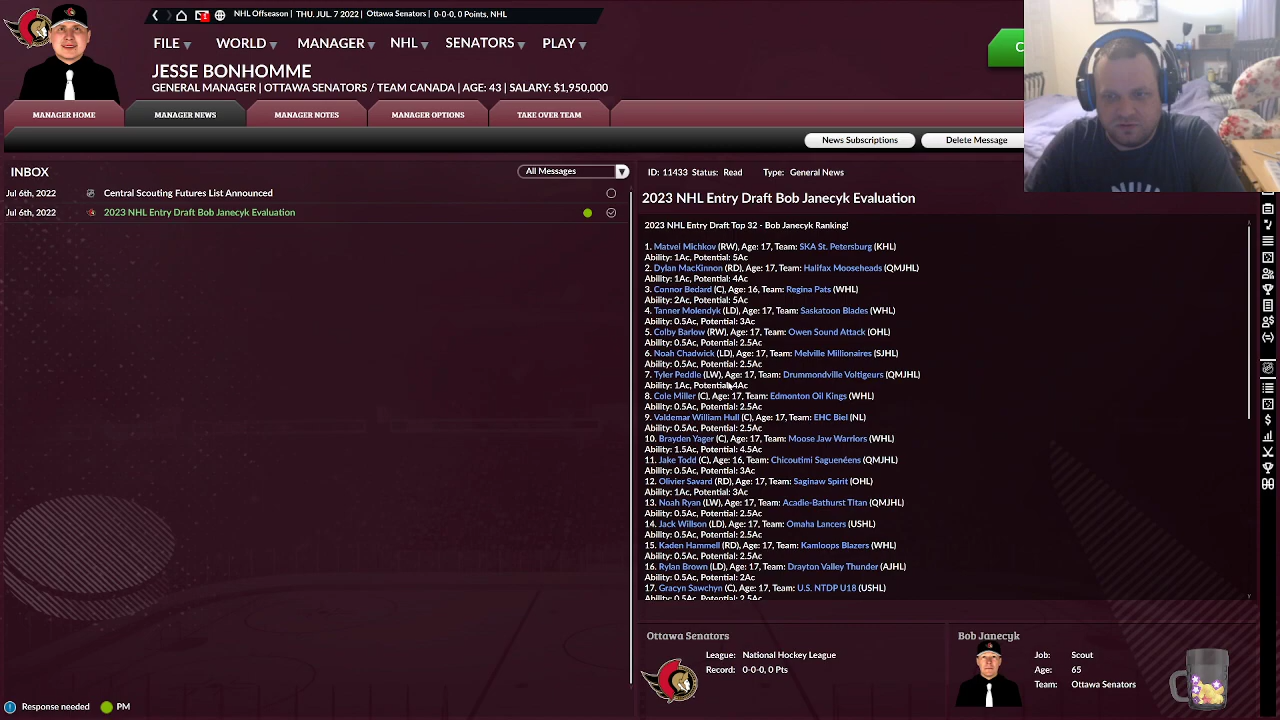 NHL Offseason | THU. JUL. 7 2022 | Ottawa Senators | 0-0-0, 0 Points, NHL
FILE WORLD MANAGER NHL SENATORS PLAY
JESSE BONHOMME
GENERAL MANAGER | OTTAWA SENATORS / TEAM CANADA | AGE: 43 | SALARY: $1,950,000
MANAGER HOME MANAGER NEWS MANAGER NOTES MANAGER OPTIONS TAKE OVER TEAM
News Subscriptions Delete Message
INBOX All Messages
Jul 6th, 2022 Central Scouting Futures List Announced
Jul 6th, 2022 2023 NHL Entry Draft Bob Janecyk Evaluation
ID: 11433 Status: Read Type: General News
2023 NHL Entry Draft Bob Janecyk Evaluation
2023 NHL Entry Draft Top 32 - Bob Janecyk Ranking!
1. Matvei Michkov (RW), Age: 17, Team: SKA St. Petersburg (KHL)
Ability: 1Ac, Potential: 5Ac
2. Dylan MacKinnon (RD), Age: 17, Team: Halifax Mooseheads (QMJHL)
Ability: 1Ac, Potential: 4Ac
3. Connor Bedard (C), Age: 16, Team: Regina Pats (WHL)
Ability: 2Ac, Potential: 5Ac
4. Tanner Molendyk (LD), Age: 17, Team: Saskatoon Blades (WHL)
Ability: 0.5Ac, Potential: 3Ac
5. Colby Barlow (RW), Age: 17, Team: Owen Sound Attack (OHL)
Ability: 0.5Ac, Potential: 2.5Ac
6. Noah Chadwick (LD), Age: 17, Team: Melville Millionaires (SJHL)
Ability: 0.5Ac, Potential: 2.5Ac
7. Tyler Peddle (LW), Age: 17, Team: Drummondville Voltigeurs (QMJHL)
Ability: 1Ac, Potential: 4Ac
8. Cole Miller (C), Age: 17, Team: Edmonton Oil Kings (WHL)
Ability: 0.5Ac, Potential: 2.5Ac
9. Valdemar William Hull (C), Age: 17, Team: EHC Biel (NL)
Ability: 0.5Ac, Potential: 2.5Ac
10. Brayden Yager (C), Age: 17, Team: Moose Jaw Warriors (WHL)
Ability: 1.5Ac, Potential: 4.5Ac
11. Jake Todd (C), Age: 16, Team: Chicoutimi Saguenéens (QMJHL)
Ability: 0.5Ac, Potential: 3Ac
12. Olivier Savard (RD), Age: 17, Team: Saginaw Spirit (OHL)
Ability: 1Ac, Potential: 3Ac
13. Noah Ryan (LW), Age: 17, Team: Acadie-Bathurst Titan (QMJHL)
Ability: 0.5Ac, Potential: 2.5Ac
14. Jack Willson (LD), Age: 17, Team: Omaha Lancers (USHL)
Ability: 0.5Ac, Potential: 2.5Ac
15. Kaden Hammell (RD), Age: 17, Team: Kamloops Blazers (WHL)
Ability: 0.5Ac, Potential: 2.5Ac
16. Rylan Brown (LD), Age: 17, Team: Drayton Valley Thunder (AJHL)
Ability: 0.5Ac, Potential: 2Ac
17. Gracyn Sawchyn (C), Age: 17, Team: U.S. NTDP U18 (USHL)
Ability: 0.5Ac, Potential: 2.5Ac
Ottawa Senators
League: National Hockey League
Record: 0-0-0, 0 Pts
Bob Janecyk
Job: Scout
Age: 65
Team: Ottawa Senators
Response needed PM